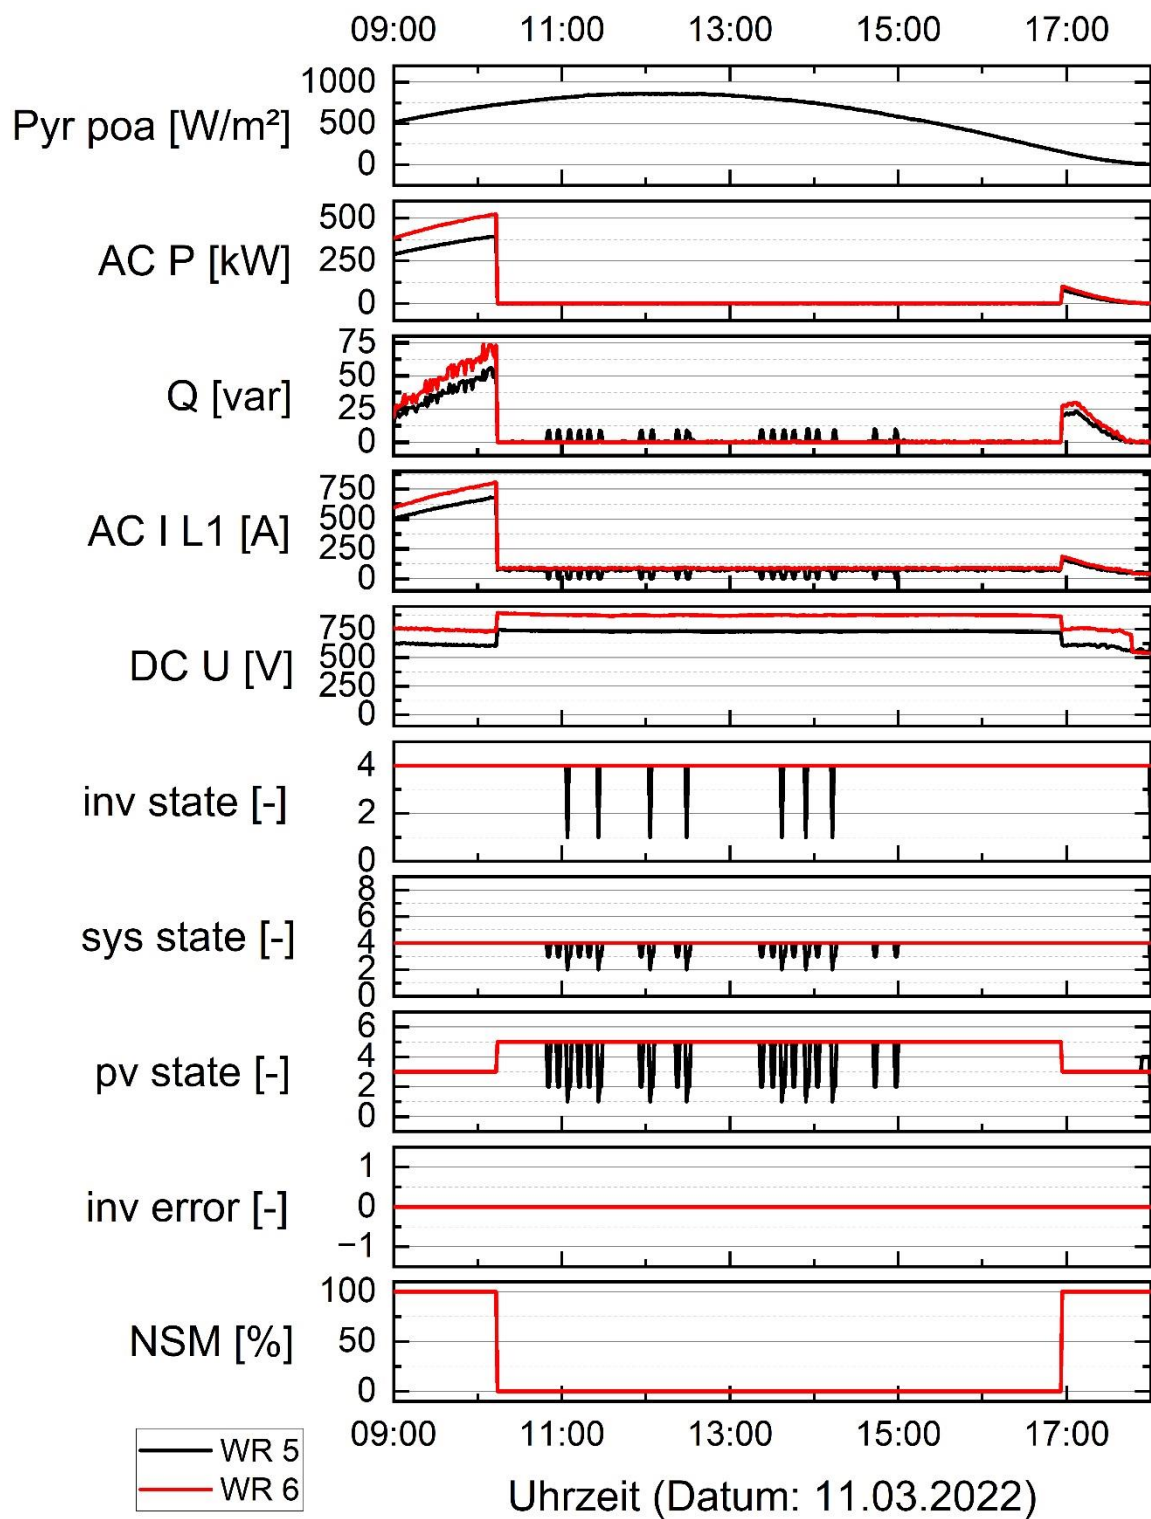 09:00 11:00 13:00 15:00 17:00
Pyr poa [W/m²]
1000
500
0
AC P [kW]
500
250
0
Q [var]
75
50
25
0
AC I L1 [A]
750
500
250
0
DC U [V]
750
500
250
0
inv state [-]
4
2
0
sys state [-]
8
6
4
2
0
pv state [-]
6
4
2
0
inv error [-]
1
0
−1
NSM [%]
100
50
0
09:00 11:00 13:00 15:00 17:00
WR 5
WR 6
Uhrzeit (Datum: 11.03.2022)